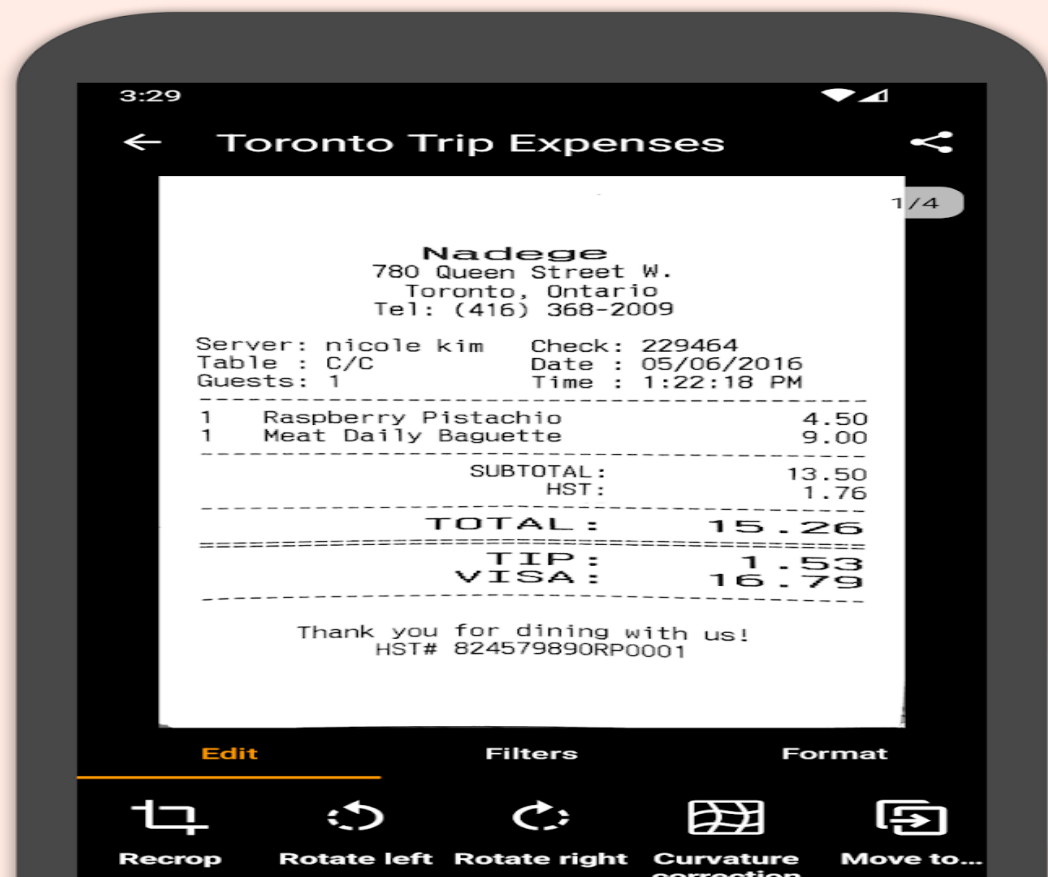 3:29
Toronto Trip Expenses
1/4
Nadege
780 Queen Street W.
Toronto, Ontario
Tel: (416) 368-2009
Server: nicole kim Check: 229464
Table : C/C Date : 05/06/2016
Guests: 1 Time : 1:22:18 PM
1 Raspberry Pistachio 4.50
1 Meat Daily Baguette 9.00
SUBTOTAL: 13.50
HST: 1.76
TOTAL: 15.26
TIP: 1.53
VISA: 16.79
Thank you for dining with us!
HST# 824579890RP0001
Edit Filters Format
Recrop Rotate left Rotate right Curvature Move to...
correction